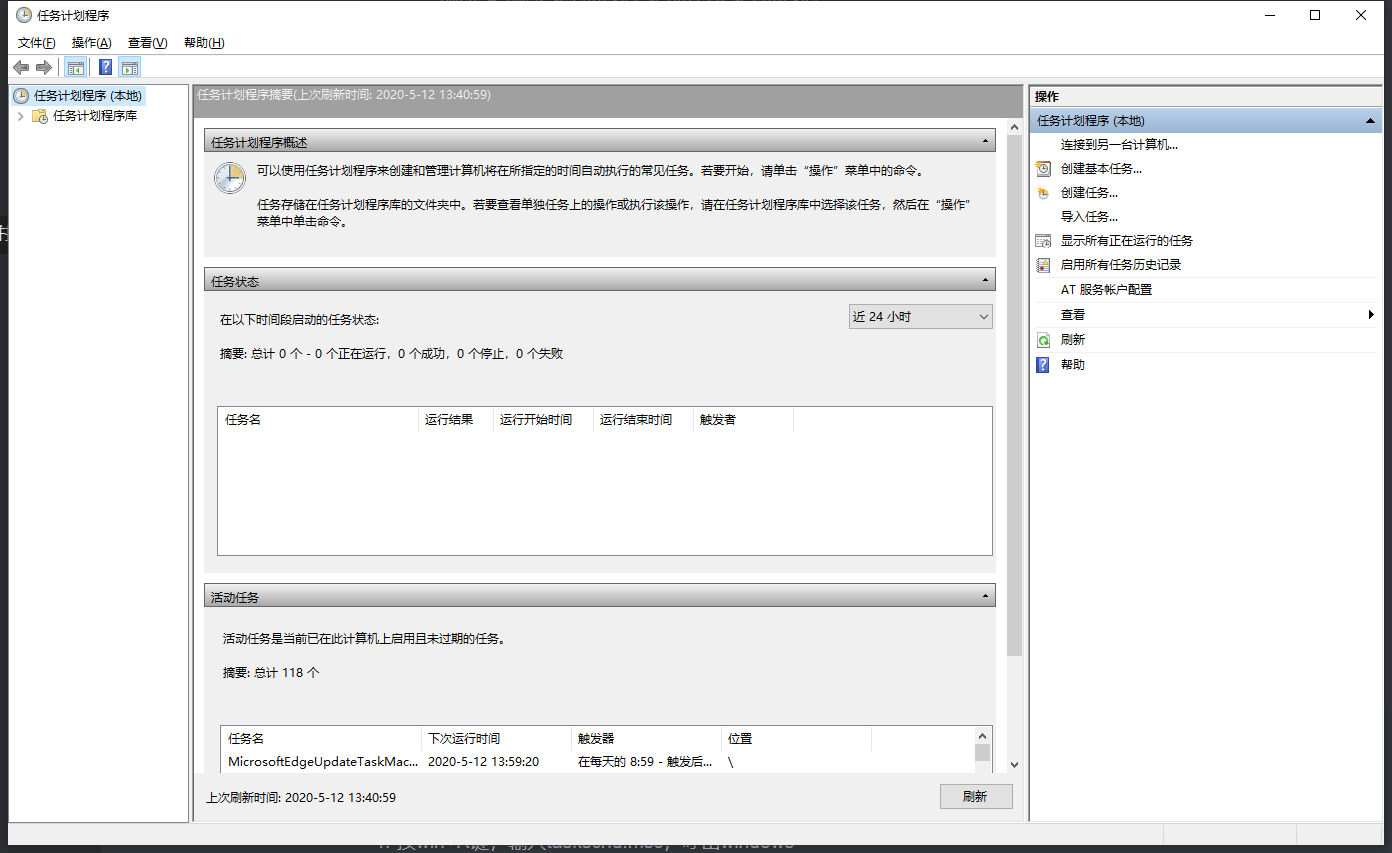 任务计划程序
文件(F) 操作(A) 查看(V) 帮助(H)
任务计划程序 (本地)
任务计划程序库
任务计划程序摘要(上次刷新时间: 2020-5-12 13:40:59)
任务计划程序概述
可以使用任务计划程序来创建和管理计算机将在所指定的时间自动执行的常见任务。若要开始，请单击“操作”菜单中的命令。
任务存储在任务计划程序库的文件夹中。若要查看单独任务上的操作或执行该操作，请在任务计划程序库中选择该任务，然后在“操作”
菜单中单击命令。
任务状态
在以下时间段启动的任务状态:
近 24 小时
摘要: 总计 0 个 - 0 个正在运行，0 个成功，0 个停止，0 个失败
任务名 运行结果 运行开始时间 运行结束时间 触发者
活动任务
活动任务是当前已在此计算机上启用且未过期的任务。
摘要: 总计 118 个
任务名 下次运行时间 触发器 位置
MicrosoftEdgeUpdateTaskMac... 2020-5-12 13:59:20 在每天的 8:59 - 触发后... \
上次刷新时间: 2020-5-12 13:40:59
刷新
操作
任务计划程序 (本地)
连接到另一台计算机...
创建基本任务...
创建任务...
导入任务...
显示所有正在运行的任务
启用所有任务历史记录
AT 服务帐户配置
查看
刷新
帮助